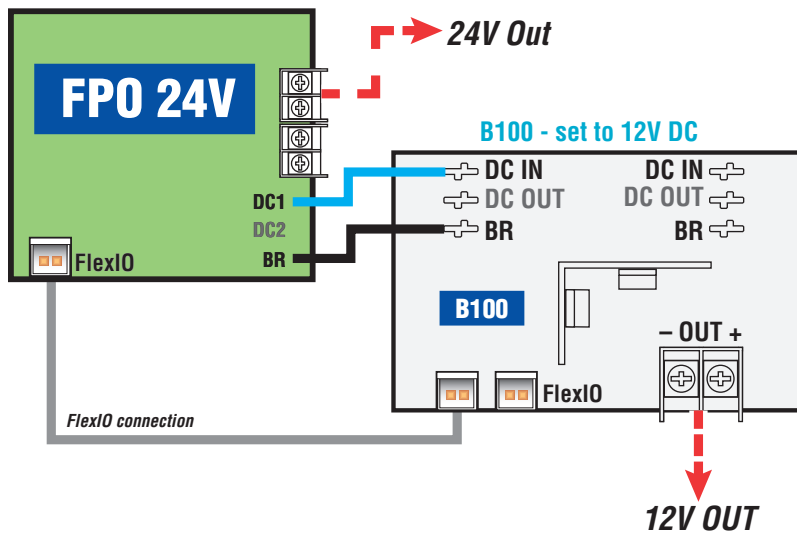 24V Out
FPO 24V
B100 - set to 12V DC
DC IN
DC IN
DC OUT
DC OUT
DC1
DC2
BR
BR
BR
FlexIO
B100
– OUT +
FlexIO
FlexIO connection
12V OUT